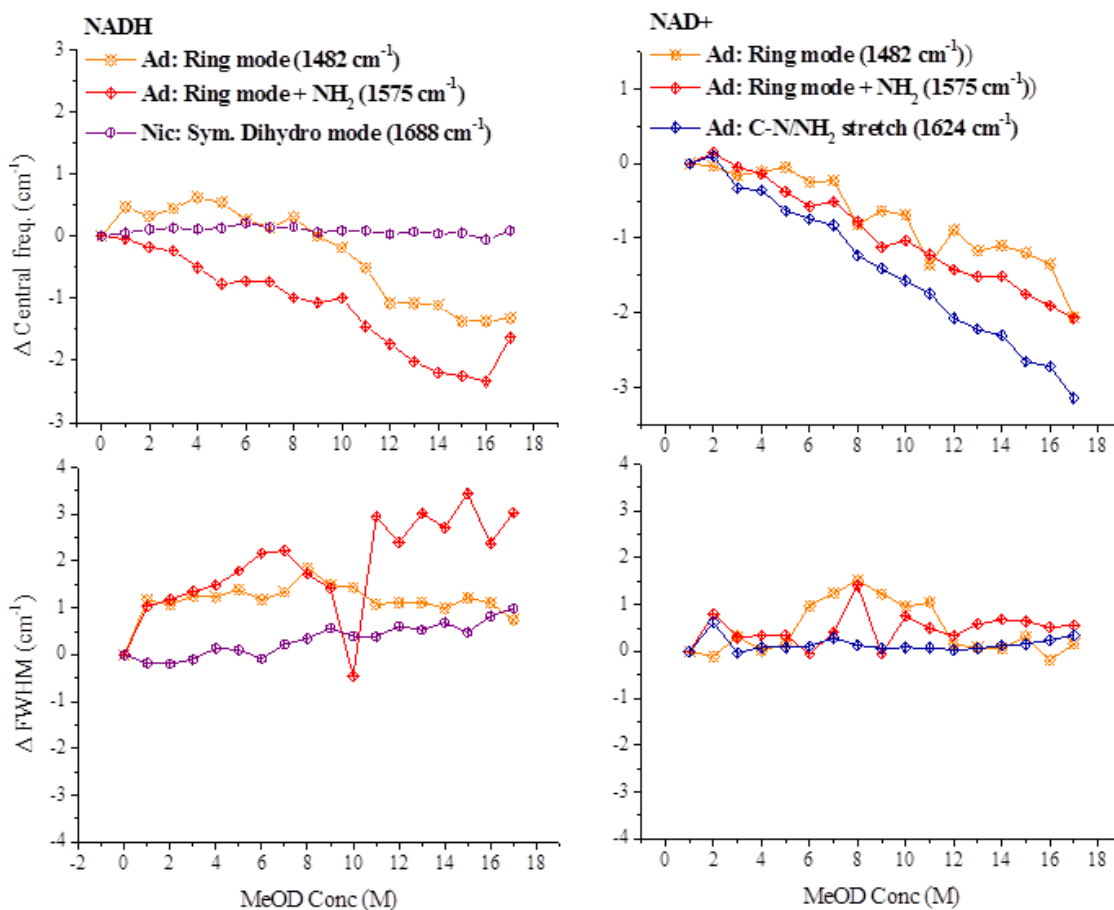 NADH
Ad: Ring mode (1482 cm-1)
Ad: Ring mode + NH2 (1575 cm-1)
Nic: Sym. Dihydro mode (1688 cm-1)
Δ Central freq. (cm-1)
3
2
1
0
-1
-2
-3
0 2 4 6 8 10 12 14 16 18
NAD+
Ad: Ring mode (1482 cm-1))
Ad: Ring mode + NH2 (1575 cm-1))
Ad: C-N/NH2 stretch (1624 cm-1)
1
0
-1
-2
-3
0 2 4 6 8 10 12 14 16 18
Δ FWHM (cm-1)
4
3
2
1
0
-1
-2
-3
-4
-2 0 2 4 6 8 10 12 14 16 18
MeOD Conc (M)
4
3
2
1
0
-1
-2
-3
-4
0 2 4 6 8 10 12 14 16 18
MeOD Conc (M)